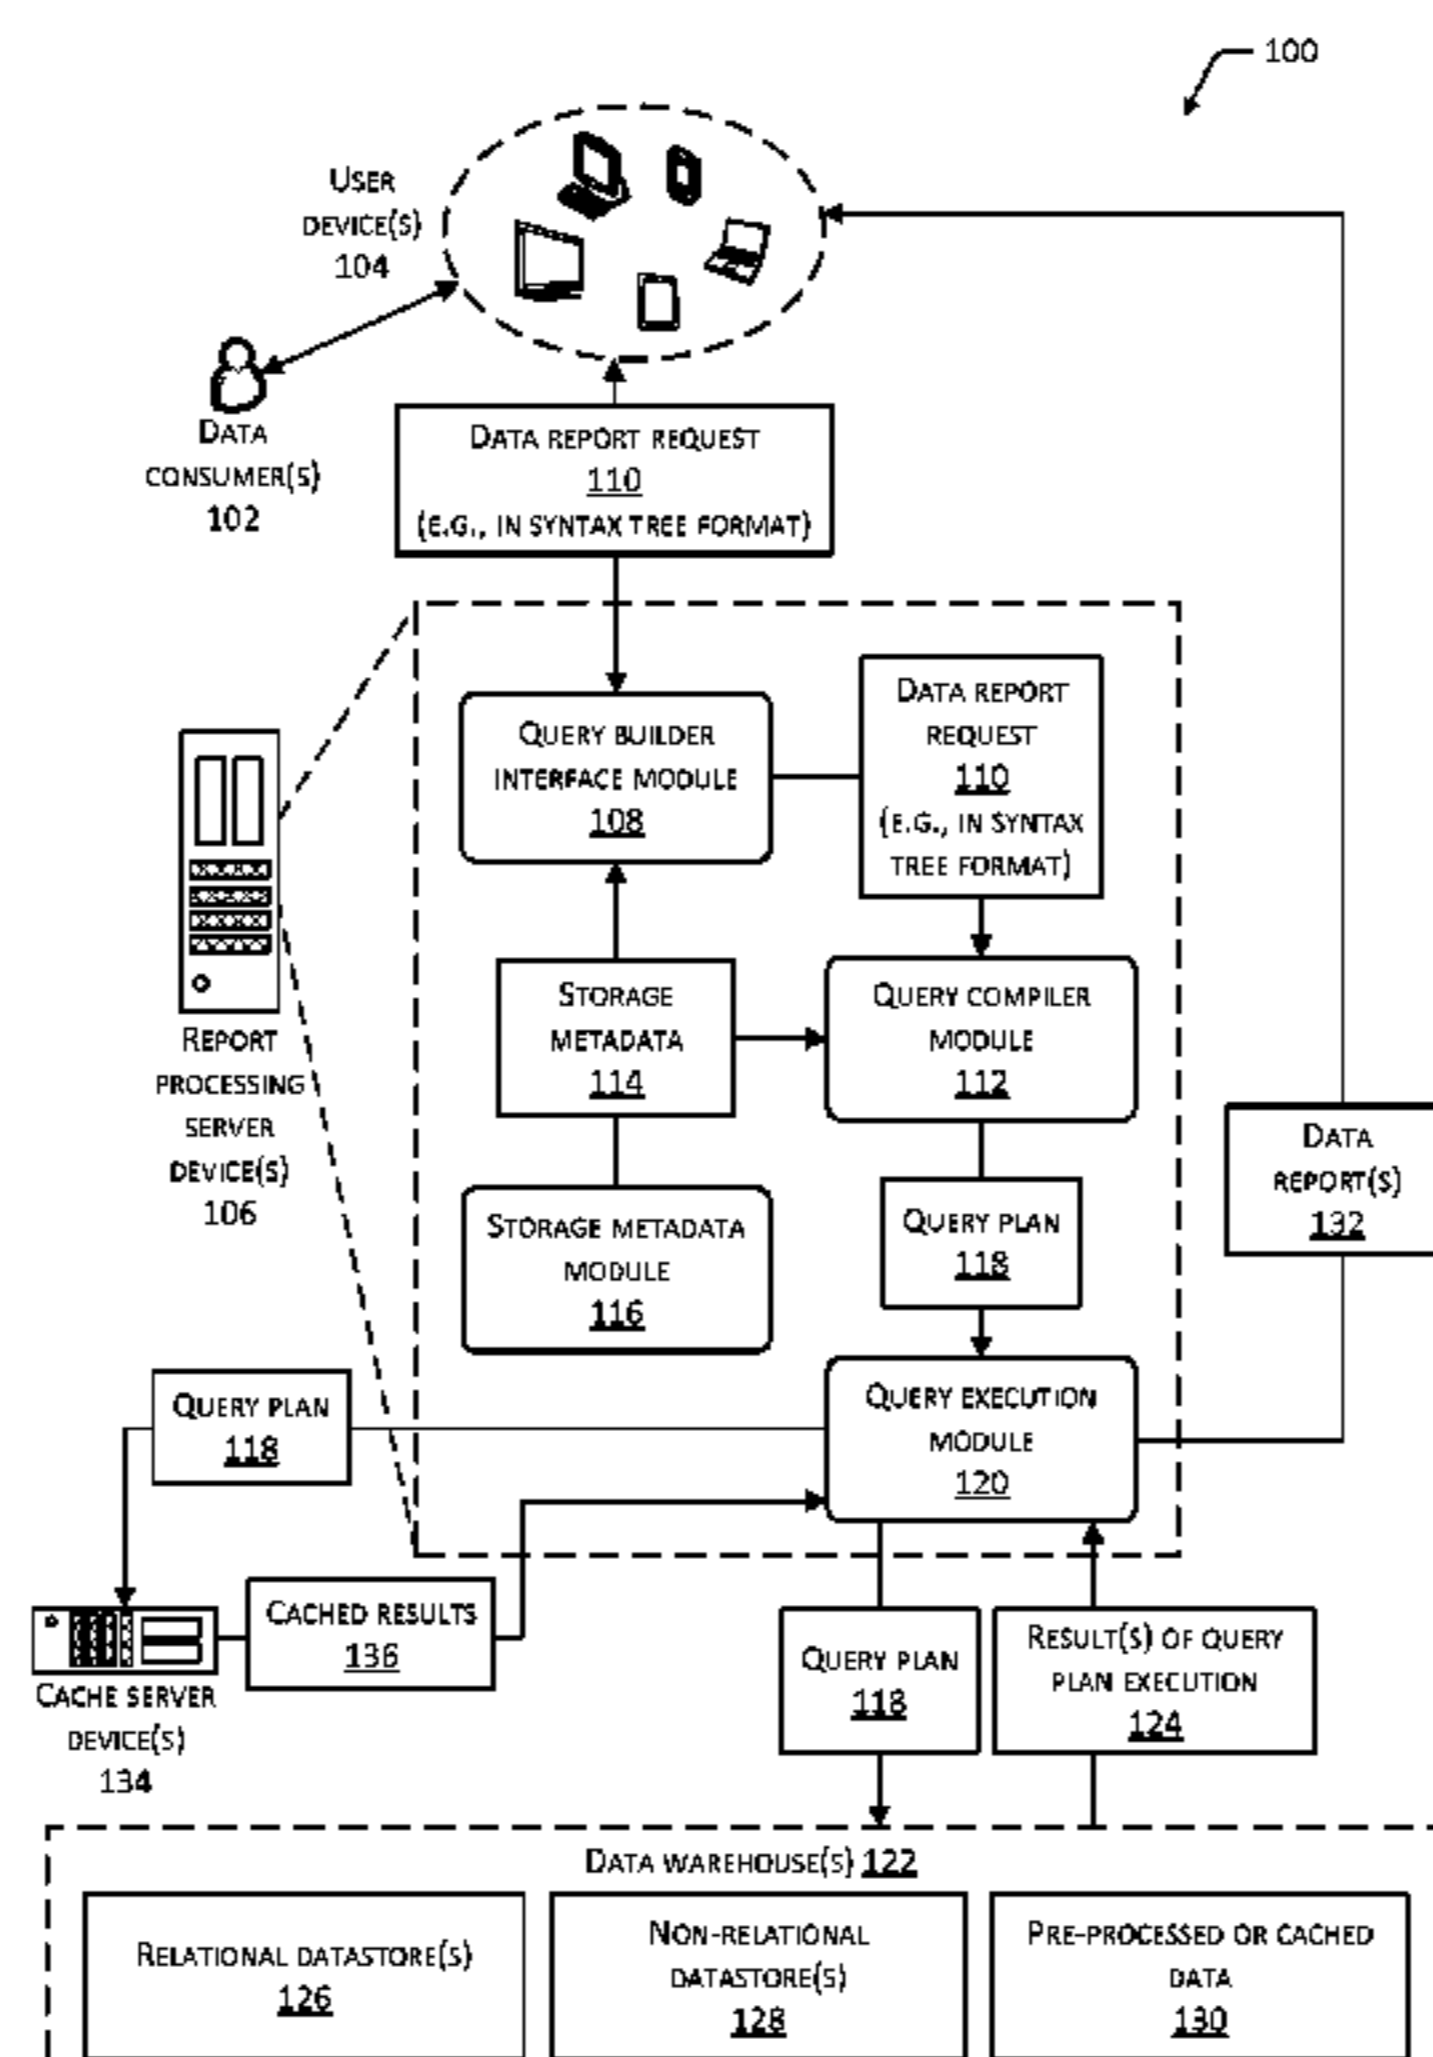 100
USER
DEVICE(S)
104
DATA
CONSUMER(S)
102
DATA REPORT REQUEST
110
(E.G., IN SYNTAX TREE FORMAT)
QUERY BUILDER
INTERFACE MODULE
108
DATA REPORT
REQUEST
110
(E.G., IN SYNTAX
TREE FORMAT)
STORAGE
METADATA
114
QUERY COMPILER
MODULE
112
REPORT
PROCESSING
SERVER
DEVICE(S)
106
STORAGE METADATA
MODULE
116
QUERY PLAN
118
DATA
REPORT(S)
132
QUERY PLAN
118
QUERY EXECUTION
MODULE
120
CACHED RESULTS
136
CACHE SERVER
DEVICE(S)
134
QUERY PLAN
118
RESULT(S) OF QUERY
PLAN EXECUTION
124
DATA WAREHOUSE(S) 122
RELATIONAL DATASTORE(S)
126
NON-RELATIONAL
DATASTORE(S)
128
PRE-PROCESSED OR CACHED
DATA
130